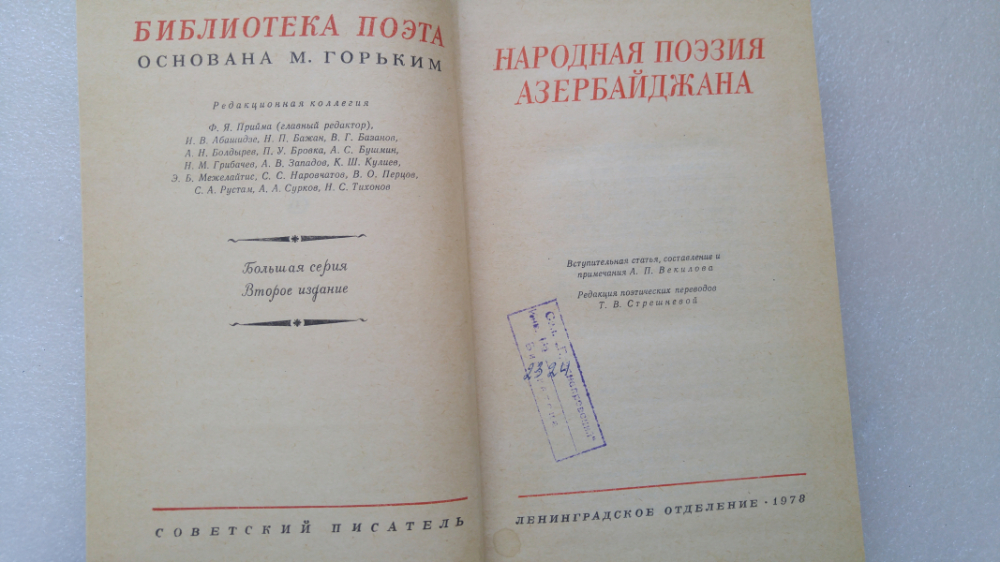 БИБЛИОТЕКА ПОЭТА
ОСНОВАНА М. ГОРЬКИМ
Редакционная коллегия
Ф. Я. Прийма (главный редактор),
И. В. Абашидзе, Н. П. Бажан, В. Г. Базанов,
А. Н. Болдырев, П. У. Бровка, А. С. Бушмин,
Н. М. Грибачев, А. В. Западов, К. Ш. Кулиев,
Э. Б. Межелайтис, С. С. Наровчатов, В. О. Перцов,
С. А. Рустам, А. А. Сурков, Н. С. Тихонов
Большая серия
Второе издание
СОВЕТСКИЙ ПИСАТЕЛЬ
НАРОДНАЯ ПОЭЗИЯ
АЗЕРБАЙДЖАНА
Вступительная статья, составление и
примечания А. П. Векилова
Редакция поэтических переводов
Т. В. Стрешневой
ЛЕНИНГРАДСКОЕ ОТДЕЛЕНИЕ · 1978